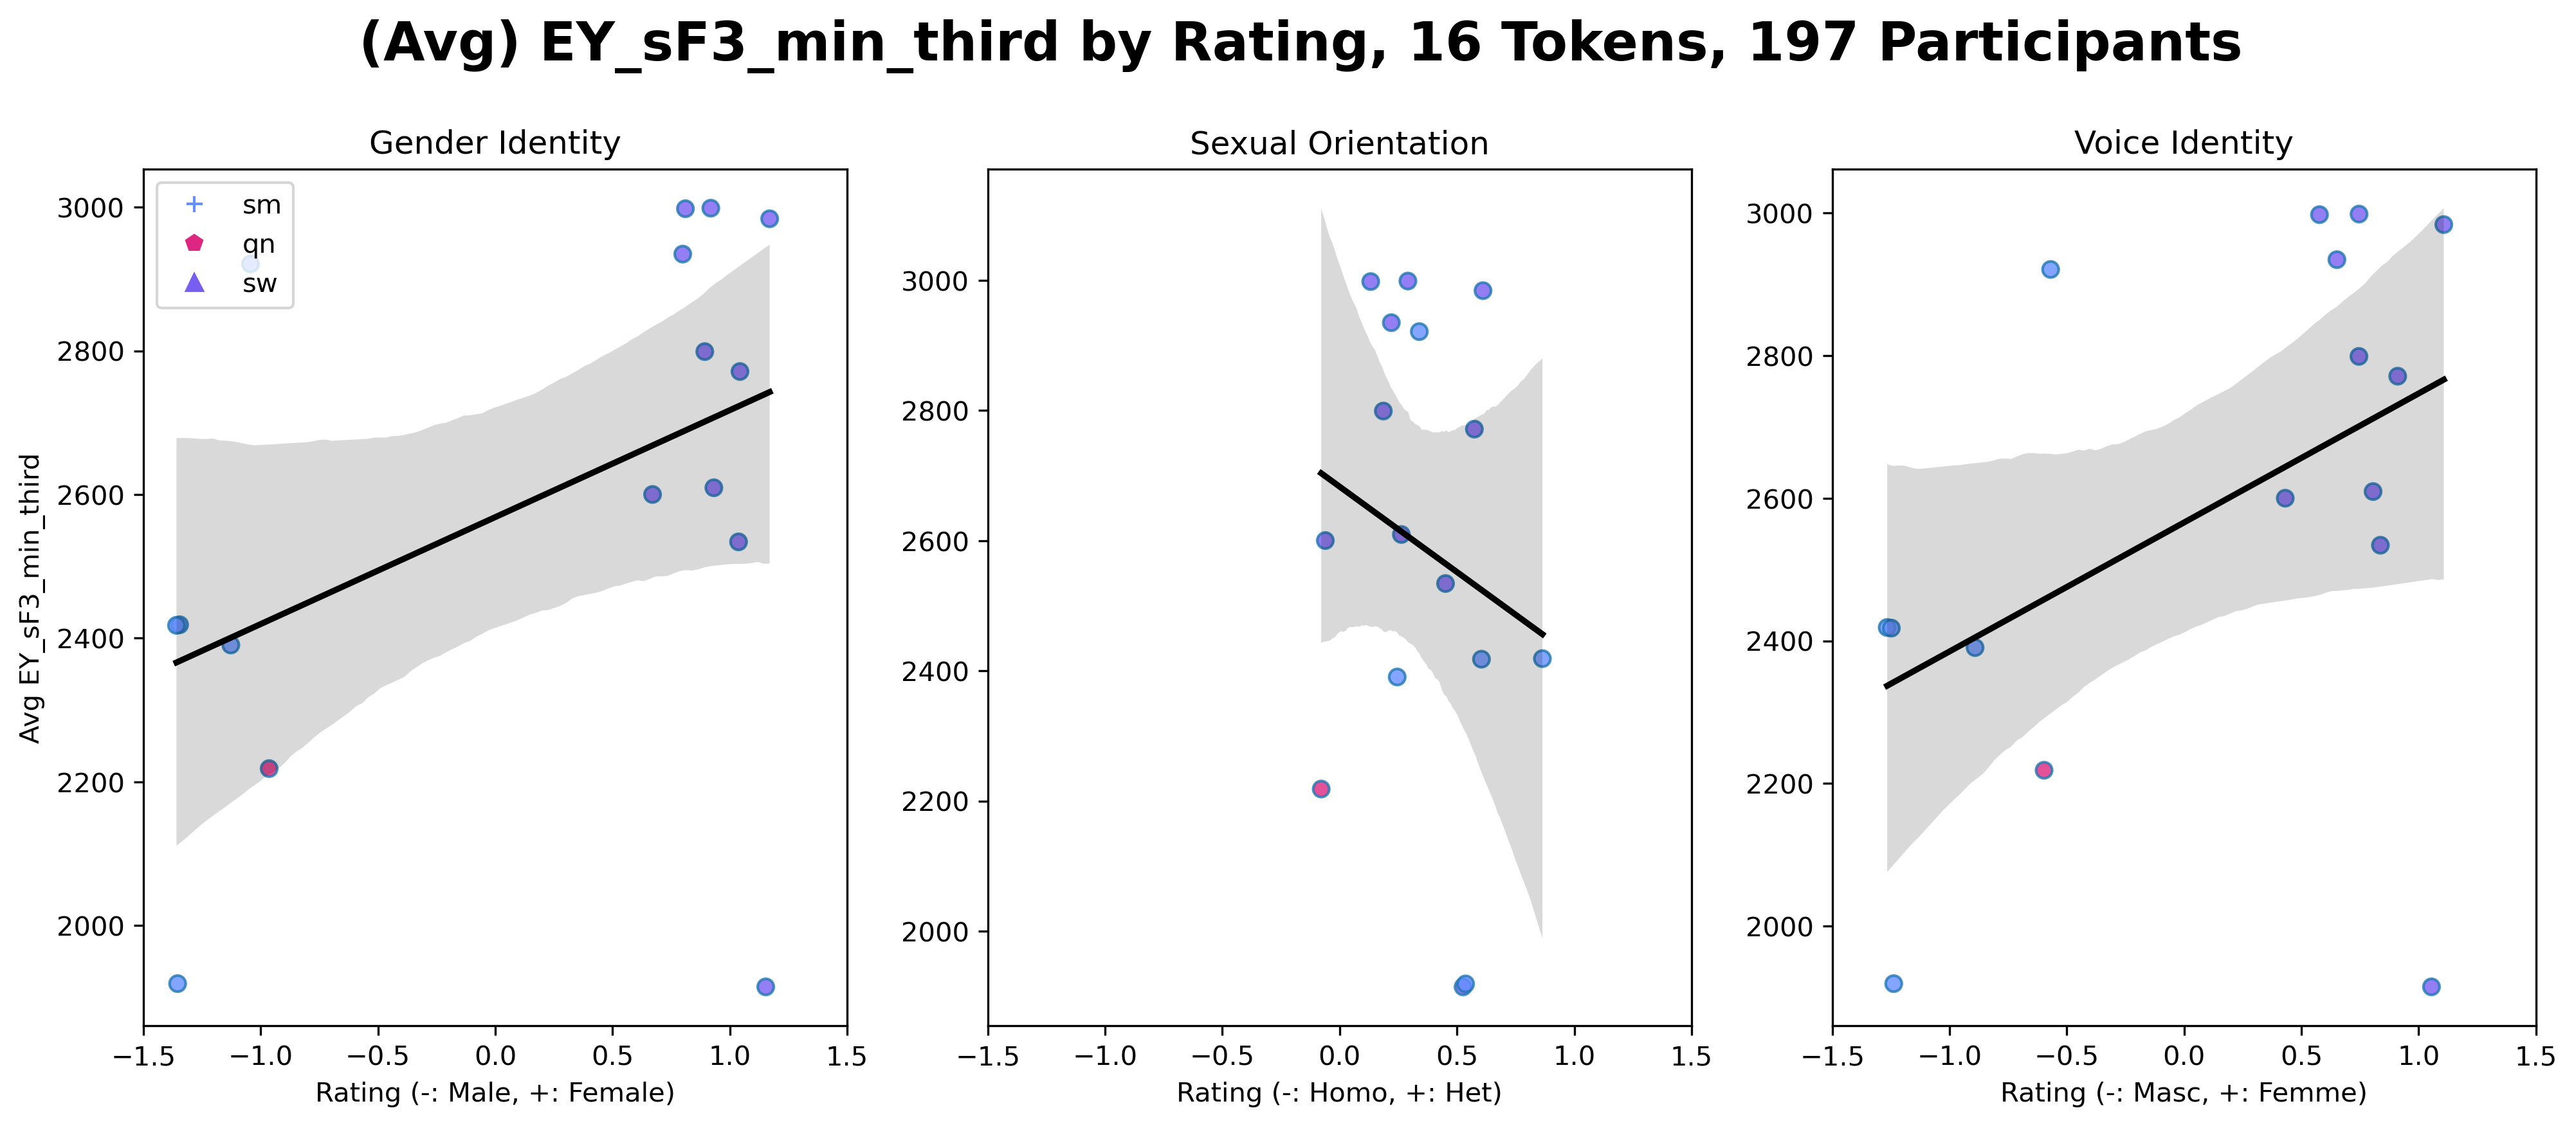 (Avg) EY_sF3_min_third by Rating, 16 Tokens, 197 Participants
Gender Identity
sm
qn
sw
3000
2800
2600
2400
2200
2000
Avg EY_sF3_min_third
−1.5 −1.0 −0.5 0.0 0.5 1.0 1.5
Rating (-: Male, +: Female)
Sexual Orientation
3000
2800
2600
2400
2200
2000
−1.5 −1.0 −0.5 0.0 0.5 1.0 1.5
Rating (-: Homo, +: Het)
Voice Identity
3000
2800
2600
2400
2200
2000
−1.5 −1.0 −0.5 0.0 0.5 1.0 1.5
Rating (-: Masc, +: Femme)